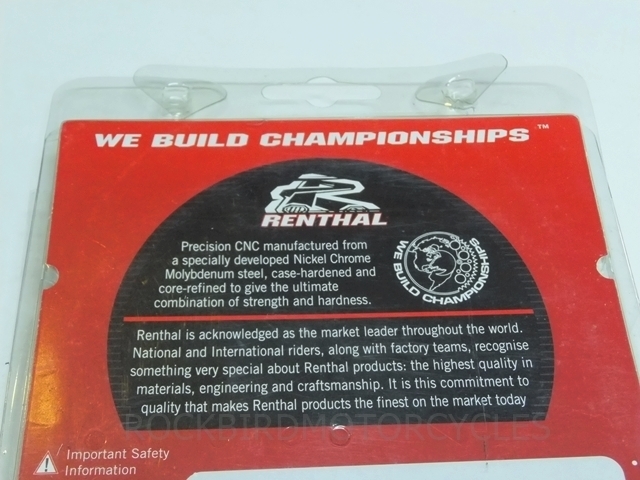 WE BUILD CHAMPIONSHIPS ™
RENTHAL
Precision CNC manufactured from
a specially developed Nickel Chrome
Molybdenum steel, case-hardened and
core-refined to give the ultimate
combination of strength and hardness.
WE BUILD CHAMPIONSHIPS
Renthal is acknowledged as the market leader throughout the world.
National and International riders, along with factory teams, recognise
something very special about Renthal products: the highest quality in
materials, engineering and craftsmanship. It is this commitment to
quality that makes Renthal products the finest on the market today
ROCKBIRDMOTORCYCLES
Important Safety
Information